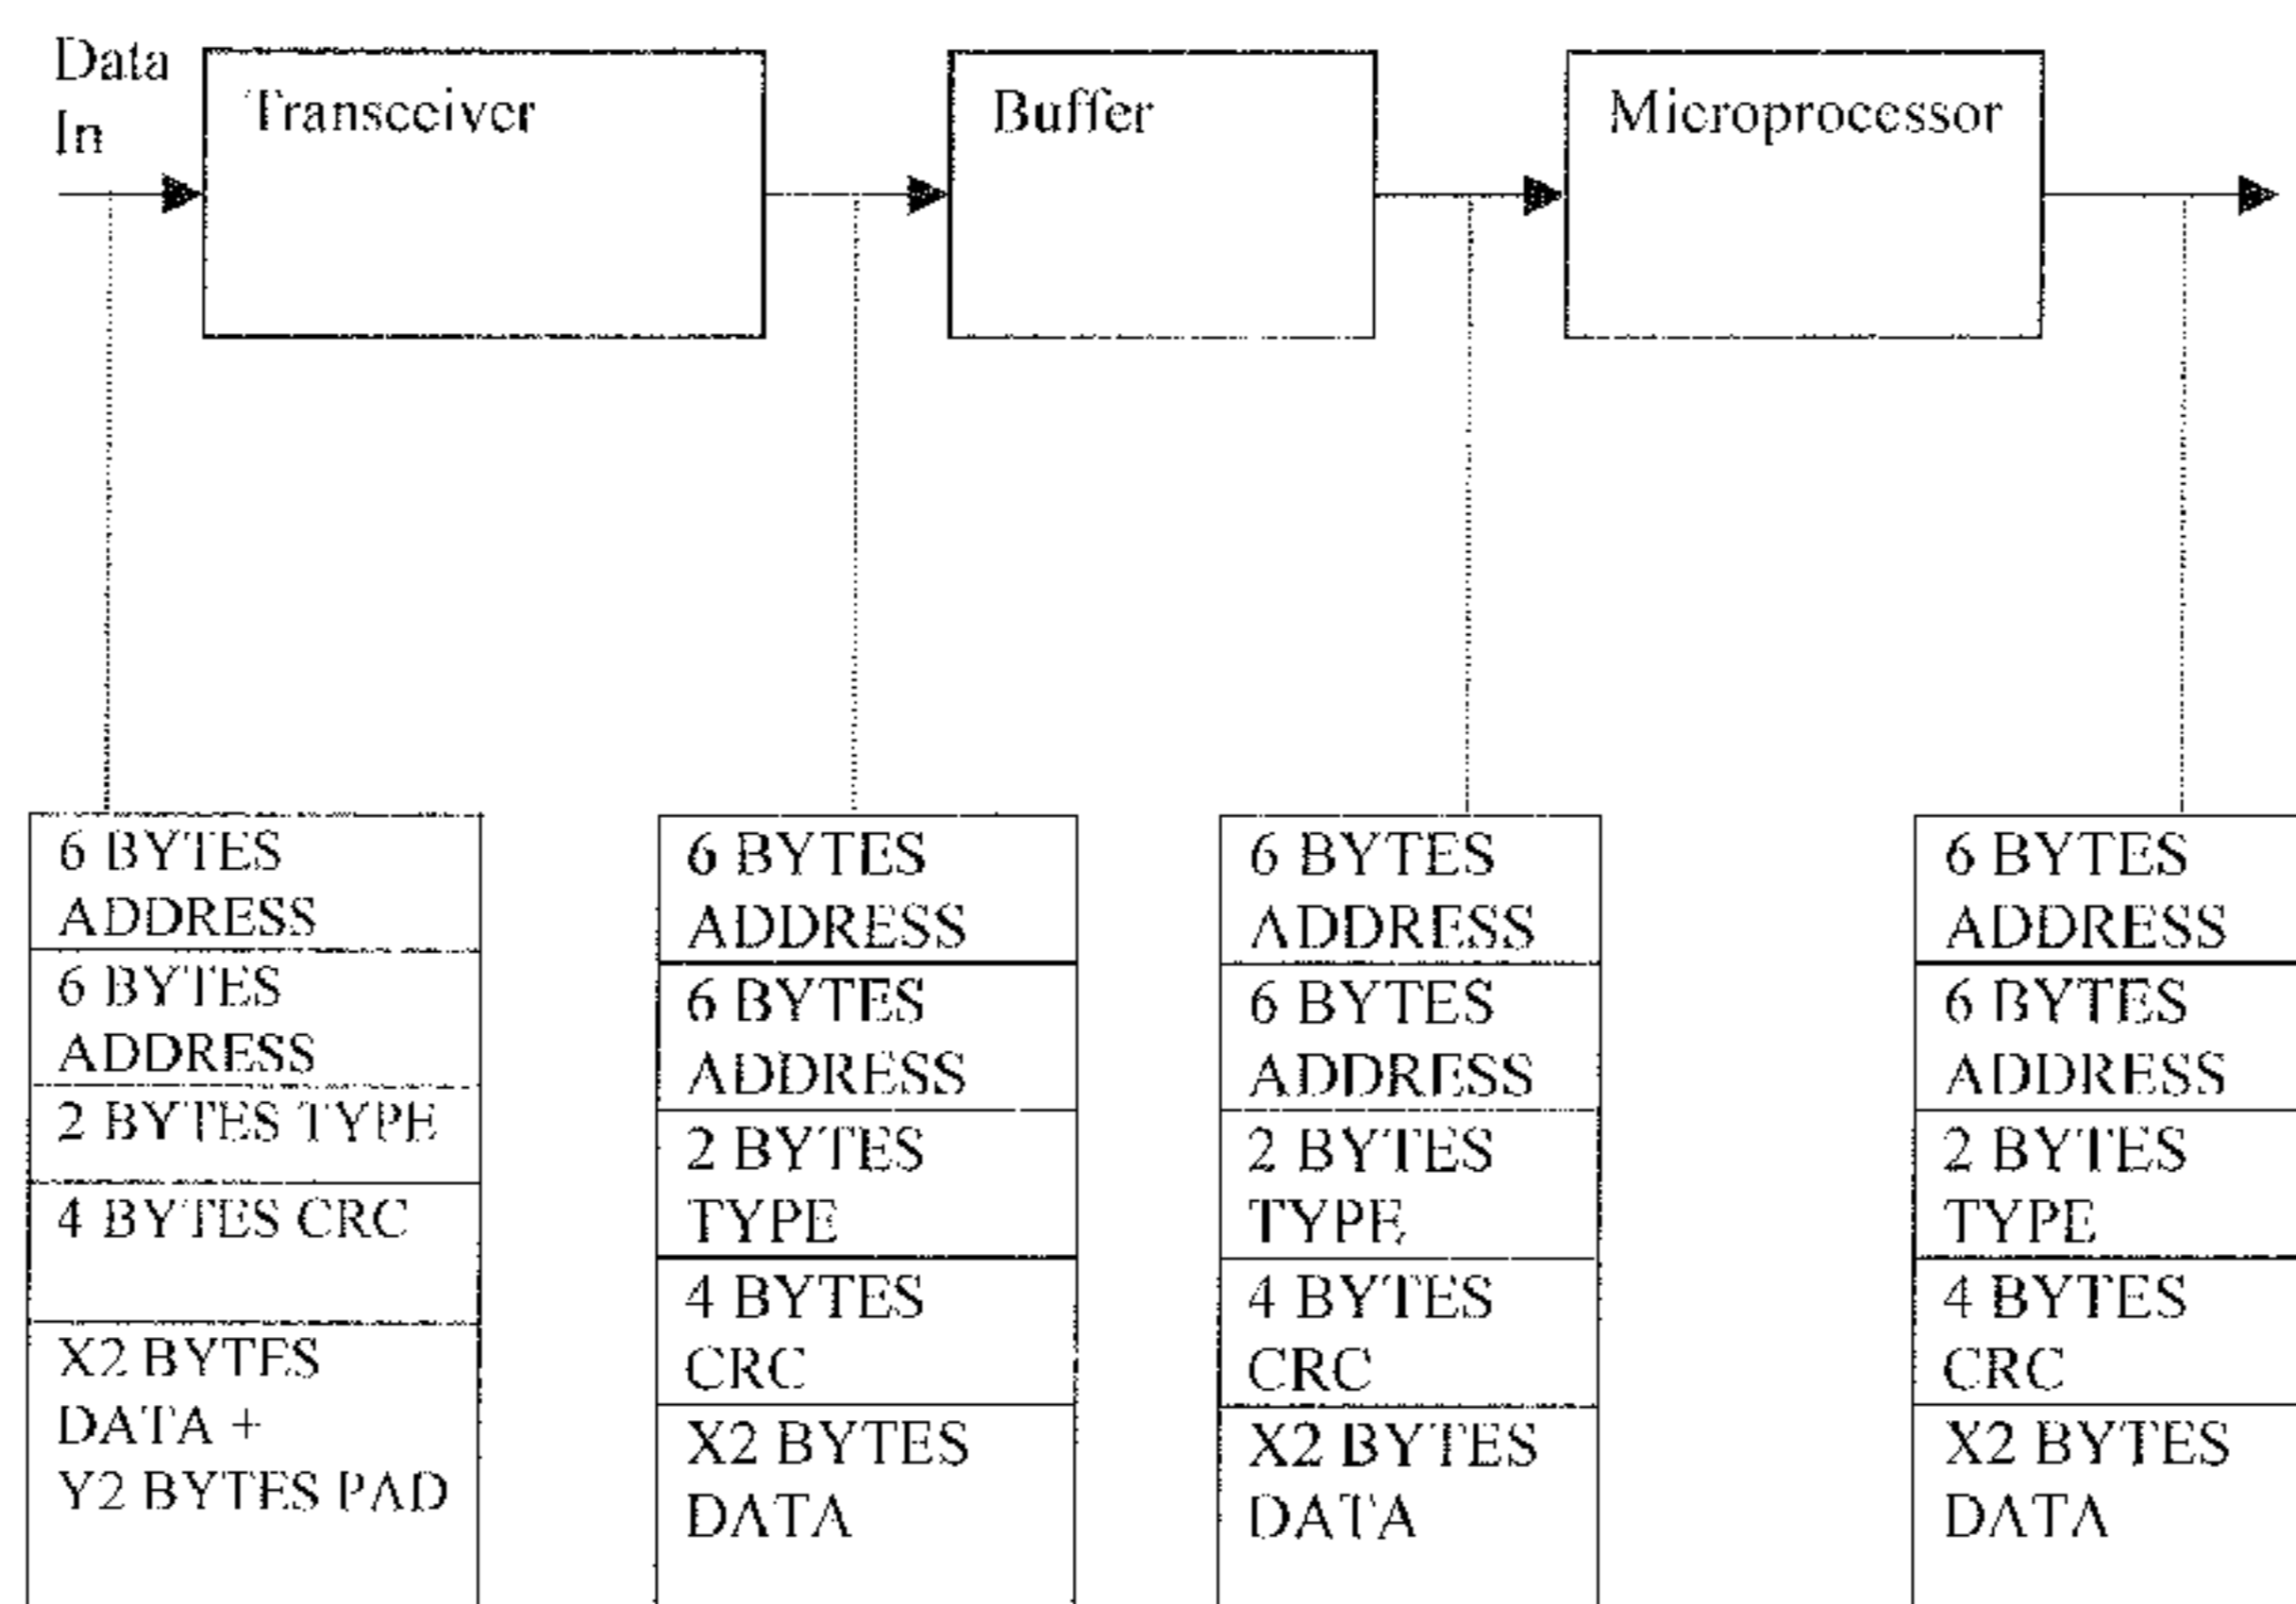 Data
In
Transceiver
Buffer
Microprocessor
6 BYTES
ADDRESS
6 BYTES
ADDRESS
2 BYTES TYPE
4 BYTES CRC
X2 BYTES
DATA +
Y2 BYTES PAD
6 BYTES
ADDRESS
6 BYTES
ADDRESS
2 BYTES
TYPE
4 BYTES
CRC
X2 BYTES
DATA
6 BYTES
ADDRESS
6 BYTES
ADDRESS
2 BYTES
TYPE
4 BYTES
CRC
X2 BYTES
DATA
6 BYTES
ADDRESS
6 BYTES
ADDRESS
2 BYTES
TYPE
4 BYTES
CRC
X2 BYTES
DATA